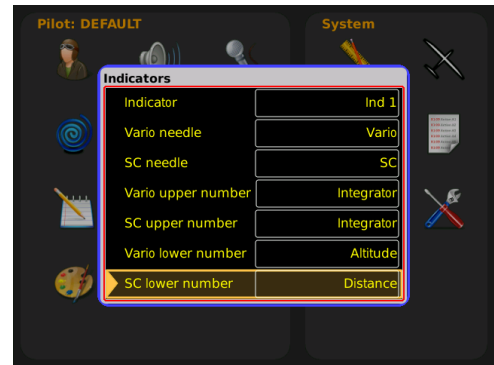 Pilot: DEFAULT
System
Indicators
Indicator Ind 1
Vario needle Vario
SC needle SC
Vario upper number Integrator
SC upper number Integrator
Vario lower number Altitude
SC lower number Distance